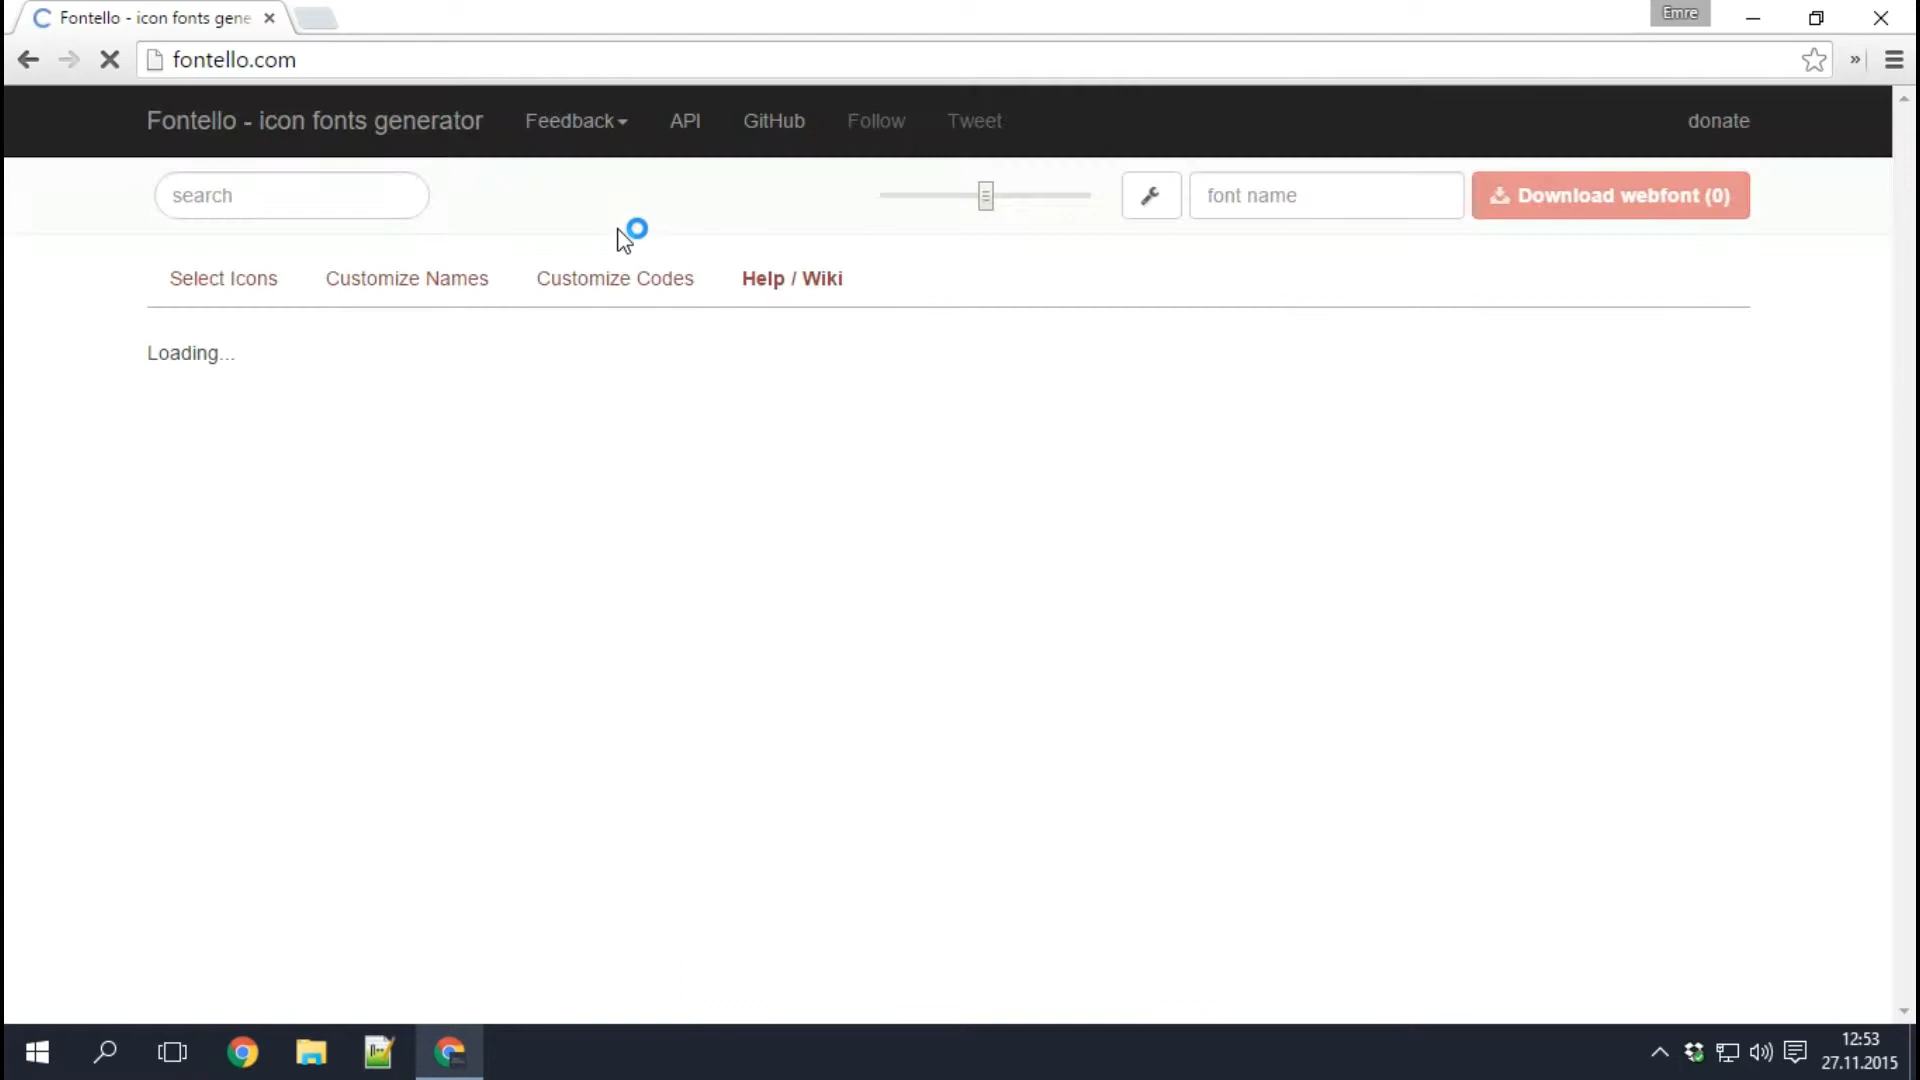 Fontello - icon fonts gene
Emre
fontello.com
»
Fontello - icon fonts generator Feedback API GitHub Follow Tweet donate
search font name Download webfont (0)
Select Icons Customize Names Customize Codes Help / Wiki
Loading...
12:53
27.11.2015